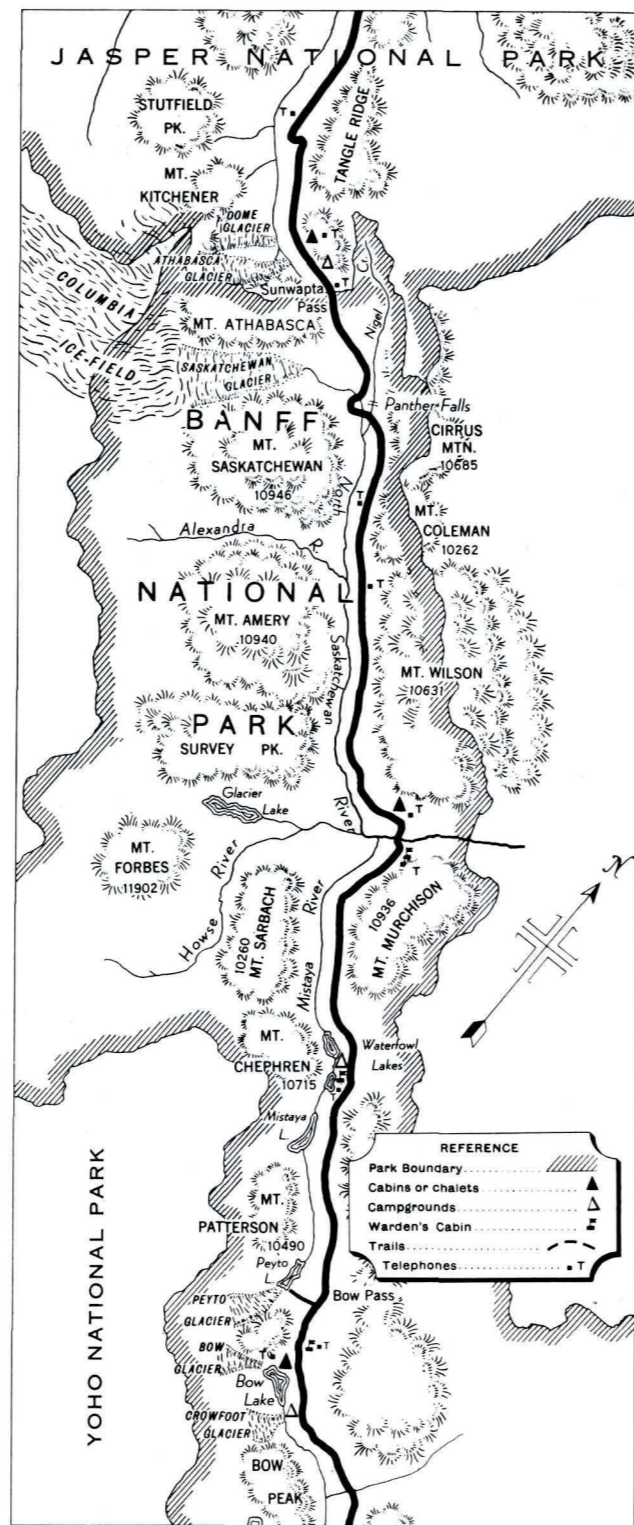 JASPER NATIONAL PARK
STUTFIELD
PK.
T
TANGLE RIDGE
MT.
KITCHENER
DOME
GLACIER
T
ATHABASCA
GLACIER
Sunwapta
Pass
T
Nigel Cr.
COLUMBIA
ICE-FIELD
MT. ATHABASCA
SASKATCHEWAN
GLACIER
Panther Falls
BANFF
MT.
SASKATCHEWAN
10946
CIRRUS
MTN.
10685
T
North
MT.
COLEMAN
10262
Alexandra R.
T
NATIONAL
MT. AMERY
10940
Saskatchewan
MT. WILSON
10631
PARK
SURVEY PK.
River
Glacier
Lake
T
T
MT.
FORBES
11902
Howse River
10260
MT. SARBACH
Mistaya River
10936
MT. MURCHISON
N
MT.
CHEPHREN
10715
Waterfowl
Lakes
T
Mistaya
L.
REFERENCE
Park Boundary
Cabins or chalets
Campgrounds
Warden's Cabin
Trails
Telephones T
YOHO NATIONAL PARK
MT.
PATTERSON
10490
Peyto
L.
Bow Pass
PEYTO
GLACIER
BOW
GLACIER
T
T
Bow
Lake
CROWFOOT
GLACIER
BOW
PEAK